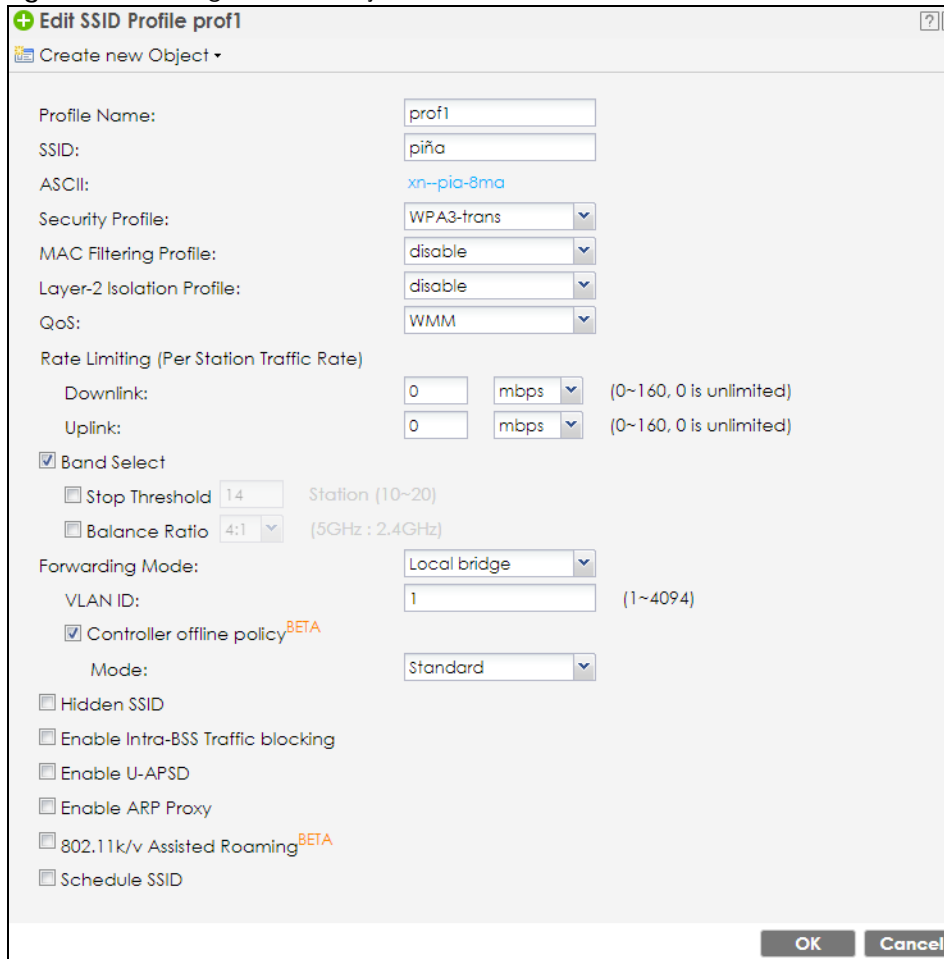 Edit SSID Profile prof1
?
Create new Object
Profile Name: prof1
SSID: piña
ASCII: xn--pia-8ma
Security Profile: WPA3-trans
MAC Filtering Profile: disable
Layer-2 Isolation Profile: disable
QoS: WMM
Rate Limiting (Per Station Traffic Rate)
Downlink: 0 mbps (0~160, 0 is unlimited)
Uplink: 0 mbps (0~160, 0 is unlimited)
Band Select
Stop Threshold 14 Station (10~20)
Balance Ratio 4:1 (5GHz : 2.4GHz)
Forwarding Mode: Local bridge
VLAN ID: 1 (1~4094)
Controller offline policy BETA
Mode: Standard
Hidden SSID
Enable Intra-BSS Traffic blocking
Enable U-APSD
Enable ARP Proxy
802.11k/v Assisted Roaming BETA
Schedule SSID
OK Cancel